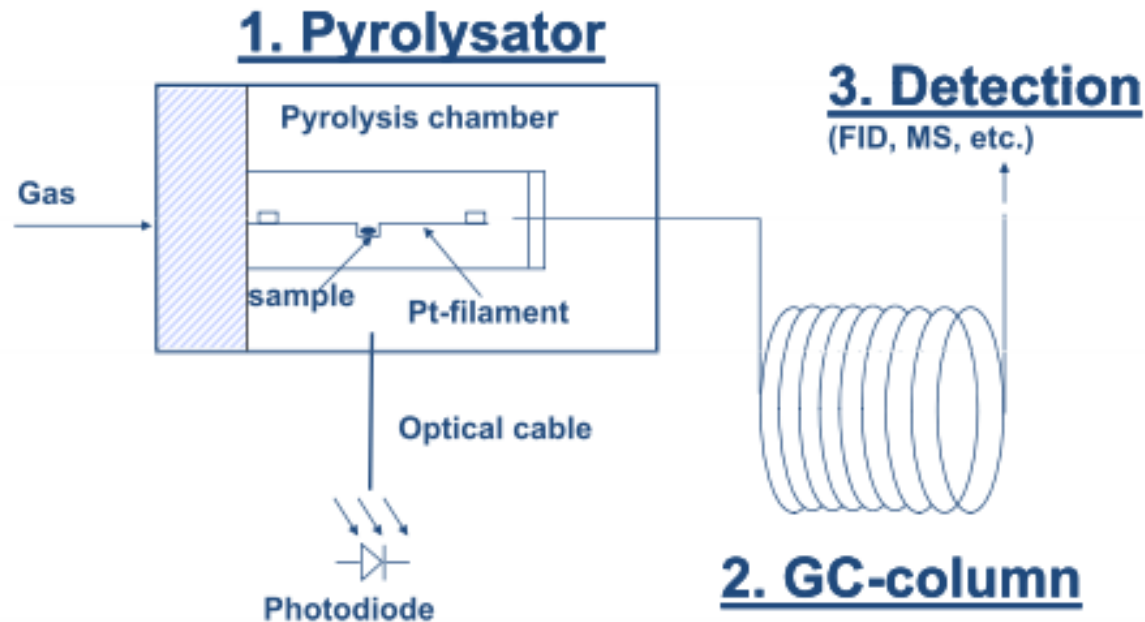 1. Pyrolysator
Pyrolysis chamber
Gas
sample
Pt-filament
Optical cable
Photodiode
3. Detection
(FID, MS, etc.)
2. GC-column